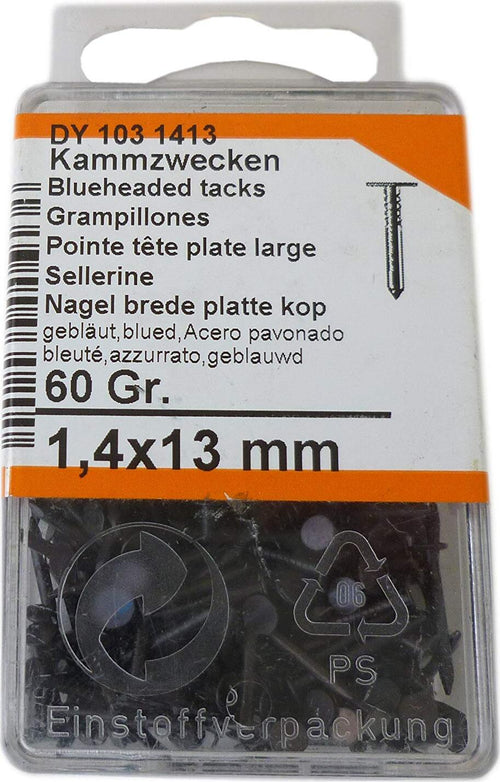 DY 103 1413
Kammzwecken
Blueheaded tacks
Grampillones
Pointe tête plate large
Sellerine
Nagel brede platte kop
gebläut,blued,Acero pavonado
bleuté,azzurrato,geblauwd
60 Gr.
1,4x13 mm
06
PS
Einstoffverpackung